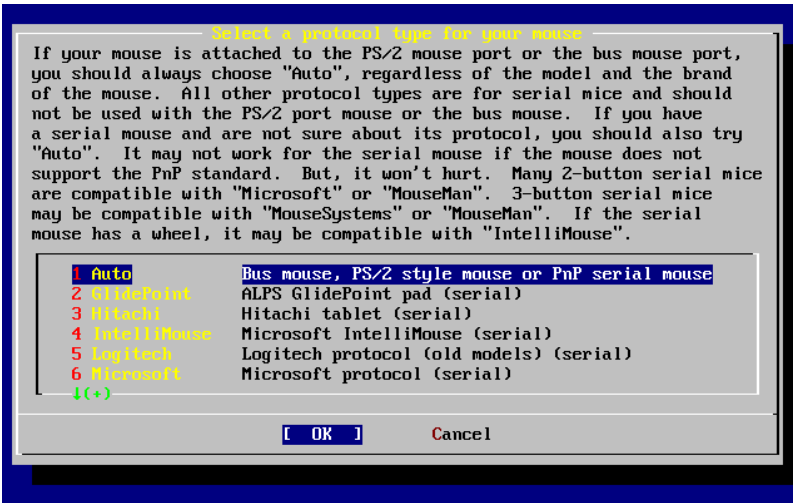 Select a protocol type for your mouse
If your mouse is attached to the PS/2 mouse port or the bus mouse port,
you should always choose "Auto", regardless of the model and the brand
of the mouse.  All other protocol types are for serial mice and should
not be used with the PS/2 port mouse or the bus mouse.  If you have
a serial mouse and are not sure about its protocol, you should also try
"Auto".  It may not work for the serial mouse if the mouse does not
support the PnP standard.  But, it won't hurt.  Many 2-button serial mice
are compatible with "Microsoft" or "MouseMan".  3-button serial mice
may be compatible with "MouseSystems" or "MouseMan".  If the serial
mouse has a wheel, it may be compatible with "IntelliMouse".
1 Auto Bus mouse, PS/2 style mouse or PnP serial mouse
2 GlidePoint ALPS GlidePoint pad (serial)
3 Hitachi Hitachi tablet (serial)
4 IntelliMouse Microsoft IntelliMouse (serial)
5 Logitech Logitech protocol (old models) (serial)
6 Microsoft Microsoft protocol (serial)
↓(+)
[ OK ] Cancel